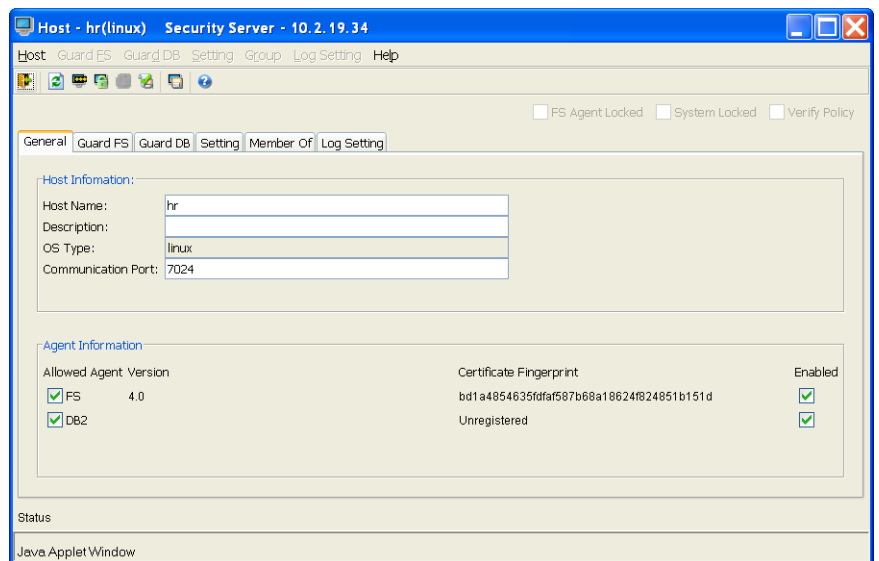 Host - hr(linux) Security Server - 10.2.19.34
Host Guard FS Guard DB Setting Group Log Setting Help
FS Agent Locked System Locked Verify Policy
General Guard FS Guard DB Setting Member Of Log Setting
Host Infomation:
Host Name: hr
Description:
OS Type: linux
Communication Port: 7024
Agent Information
Allowed Agent Version Certificate Fingerprint Enabled
FS 4.0 bd1a4854635fdfaf587b68a18624f824851b151d
DB2 Unregistered
Status
Java Applet Window